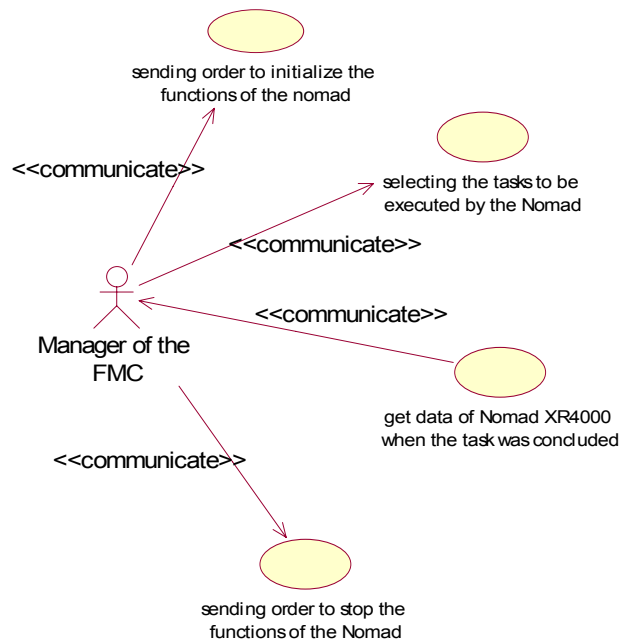 sending order to initialize the
functions of the nomad
<<communicate>>
selecting the tasks to be
executed by the Nomad
<<communicate>>
<<communicate>>
Manager of the
FMC
get data of Nomad XR4000
when the task was concluded
<<communicate>>
sending order to stop the
functions of the Nomad